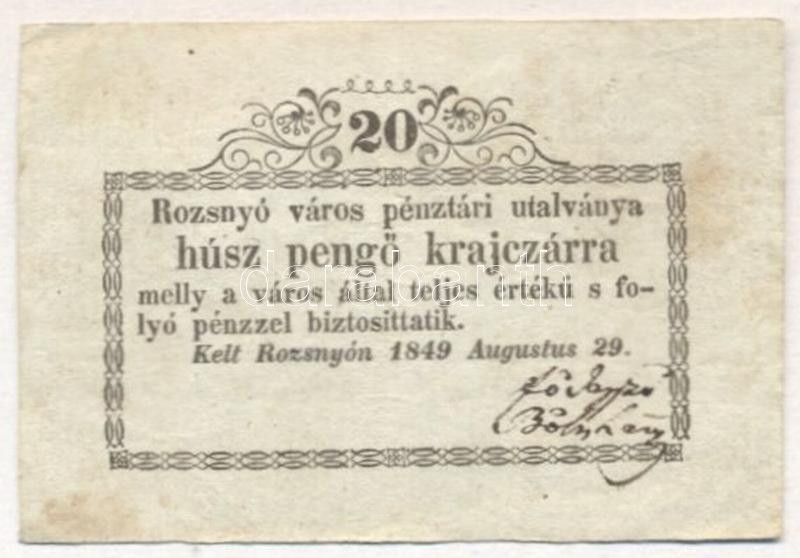 20
Rozsnyó város pénztári utalványa
húsz pengő krajczárra
melly a város által teljes értékü s fo-
lyó pénzzel biztosittatik.
Kelt Rozsnyón 1849 Augustus 29.
darabanth